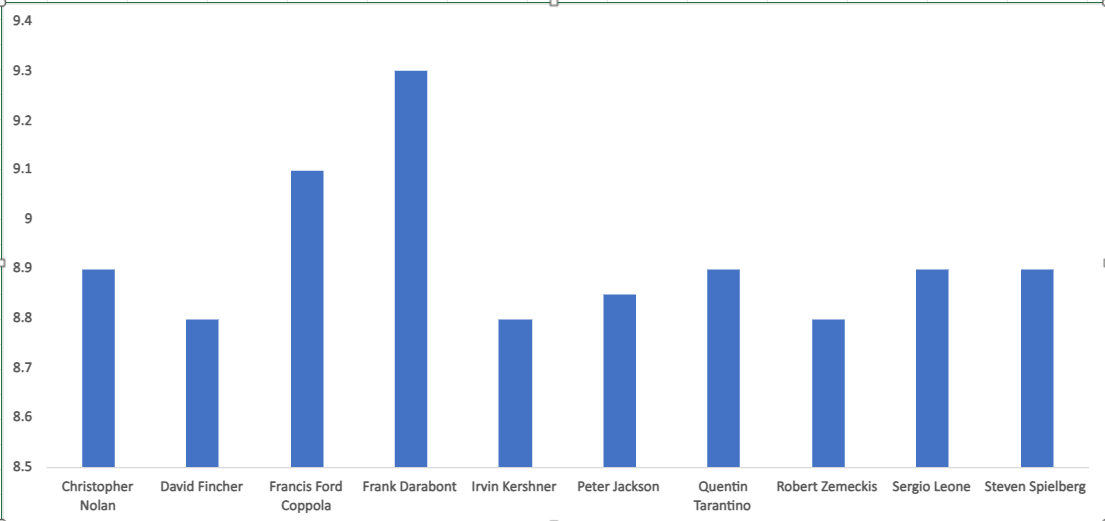 9.4
9.3
9.2
9.1
9
8.9
8.8
8.7
8.6
8.5
Christopher
Nolan
David Fincher
Francis Ford
Coppola
Frank Darabont
Irvin Kershner
Peter Jackson
Quentin
Tarantino
Robert Zemeckis
Sergio Leone
Steven Spielberg